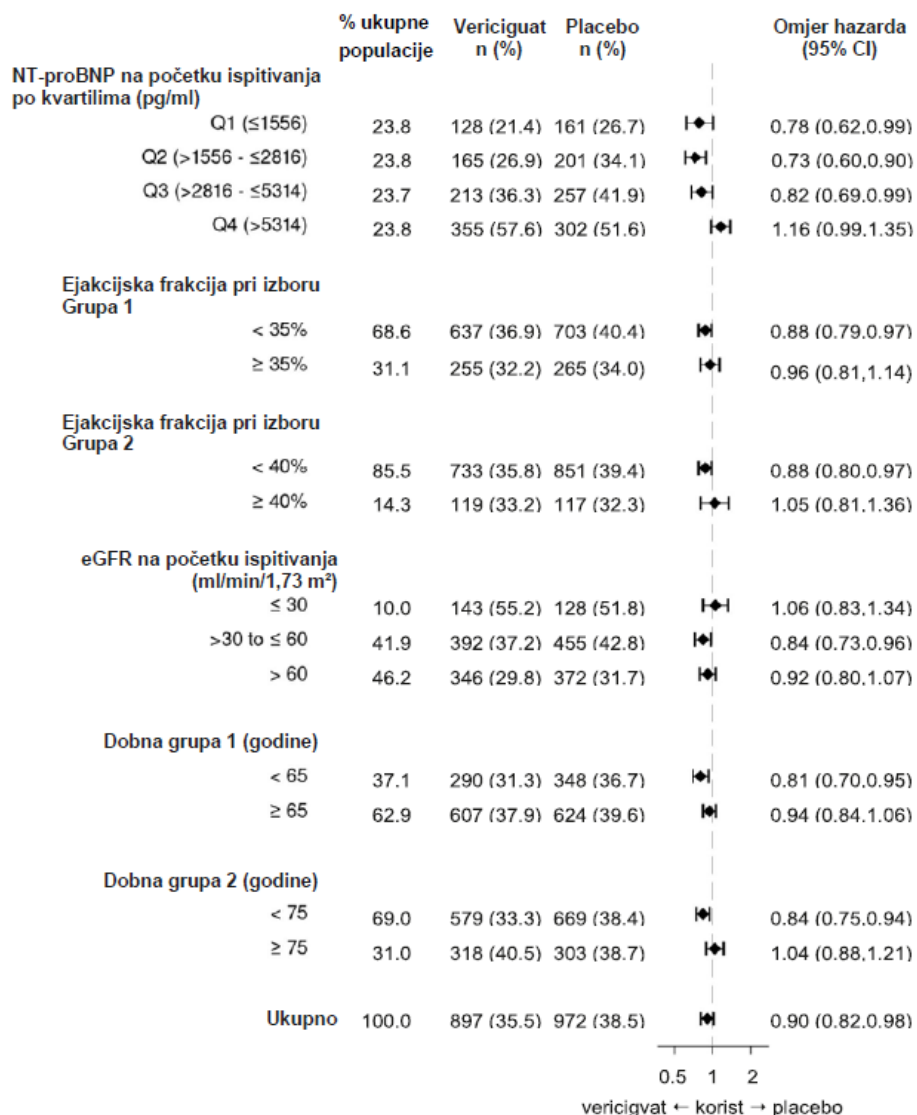 % ukupne populacije Vericiguat n (%) Placebo n (%) Omjer hazarda (95% CI)
NT-proBNP na početku ispitivanja
po kvartilima (pg/ml)
Q1 (≤1556) 23.8 128 (21.4) 161 (26.7) 0.78 (0.62,0.99)
Q2 (>1556 - ≤2816) 23.8 165 (26.9) 201 (34.1) 0.73 (0.60,0.90)
Q3 (>2816 - ≤5314) 23.7 213 (36.3) 257 (41.9) 0.82 (0.69,0.99)
Q4 (>5314) 23.8 355 (57.6) 302 (51.6) 1.16 (0.99,1.35)
Ejakcijska frakcija pri izboru
Grupa 1
< 35% 68.6 637 (36.9) 703 (40.4) 0.88 (0.79,0.97)
≥ 35% 31.1 255 (32.2) 265 (34.0) 0.96 (0.81,1.14)
Ejakcijska frakcija pri izboru
Grupa 2
< 40% 85.5 733 (35.8) 851 (39.4) 0.88 (0.80,0.97)
≥ 40% 14.3 119 (33.2) 117 (32.3) 1.05 (0.81,1.36)
eGFR na početku ispitivanja
(ml/min/1,73 m²)
≤ 30 10.0 143 (55.2) 128 (51.8) 1.06 (0.83,1.34)
>30 to ≤ 60 41.9 392 (37.2) 455 (42.8) 0.84 (0.73,0.96)
> 60 46.2 346 (29.8) 372 (31.7) 0.92 (0.80,1.07)
Dobna grupa 1 (godine)
< 65 37.1 290 (31.3) 348 (36.7) 0.81 (0.70,0.95)
≥ 65 62.9 607 (37.9) 624 (39.6) 0.94 (0.84,1.06)
Dobna grupa 2 (godine)
< 75 69.0 579 (33.3) 669 (38.4) 0.84 (0.75,0.94)
≥ 75 31.0 318 (40.5) 303 (38.7) 1.04 (0.88,1.21)
Ukupno 100.0 897 (35.5) 972 (38.5) 0.90 (0.82,0.98)
0.5 1 2
vericigvat ← korist → placebo